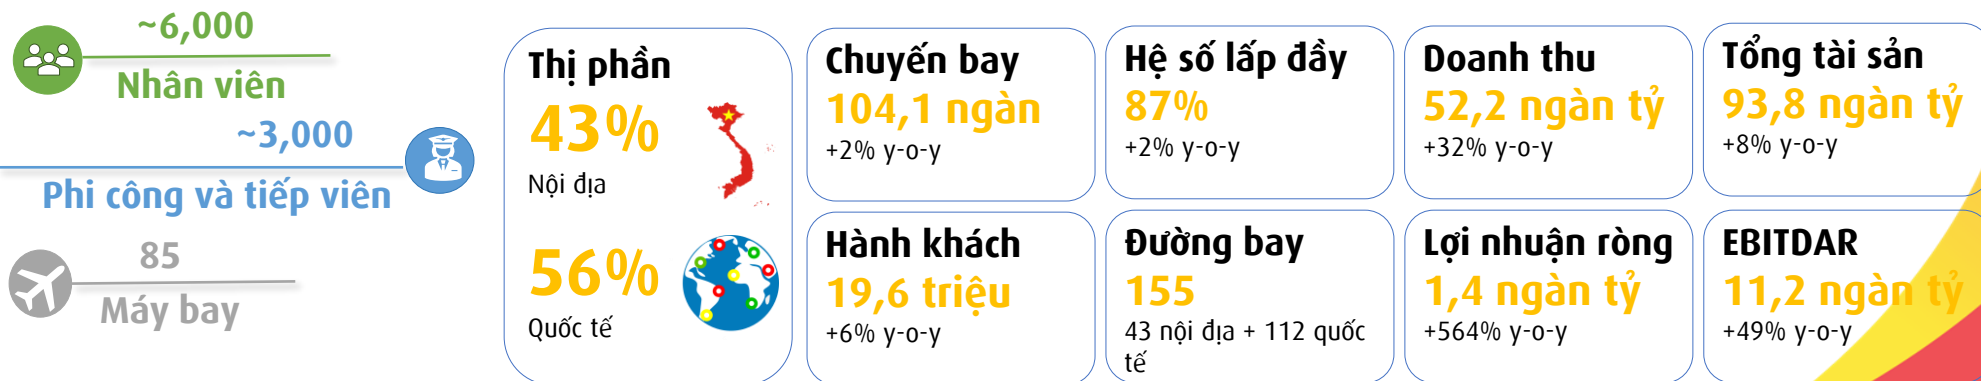 ~6,000
Nhân viên
~3,000
Phi công và tiếp viên
85
Máy bay
Thị phần
43%
Nội địa
56%
Quốc tế
Chuyến bay
104,1 ngàn
+2% y-o-y
Hệ số lấp đầy
87%
+2% y-o-y
Doanh thu
52,2 ngàn tỷ
+32% y-o-y
Tổng tài sản
93,8 ngàn tỷ
+8% y-o-y
Hành khách
19,6 triệu
+6% y-o-y
Đường bay
155
43 nội địa + 112 quốc
tế
Lợi nhuận ròng
1,4 ngàn tỷ
+564% y-o-y
EBITDAR
11,2 ngàn tỷ
+49% y-o-y